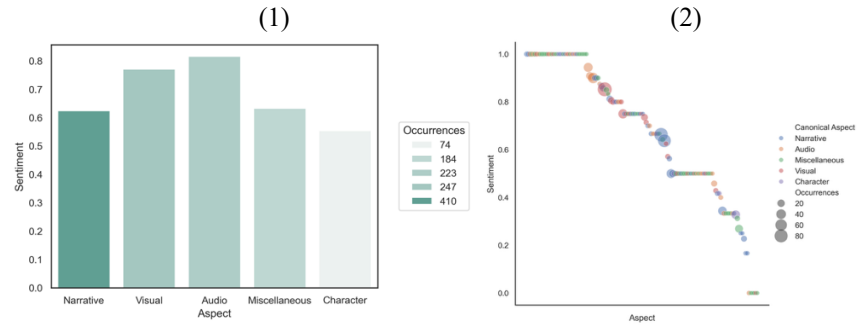 (1)
0.8
0.7
0.6
0.5
0.4
0.3
0.2
0.1
0.0
Sentiment
Narrative Visual Audio Miscellaneous Character
Aspect
Occurrences
74
184
223
247
410
(2)
1.0
0.8
0.6
0.4
0.2
0.0
Sentiment
Aspect
Canonical Aspect
Narrative
Audio
Miscellaneous
Visual
Character
Occurrences
20
40
60
80